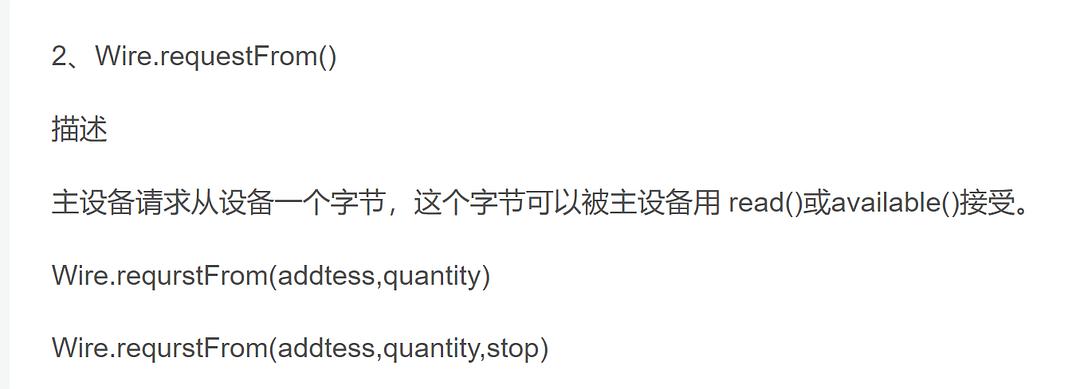 2、Wire.requestFrom()
描述
主设备请求从设备一个字节，这个字节可以被主设备用 read()或available()接受。
Wire.requrstFrom(addtess,quantity)
Wire.requrstFrom(addtess,quantity,stop)